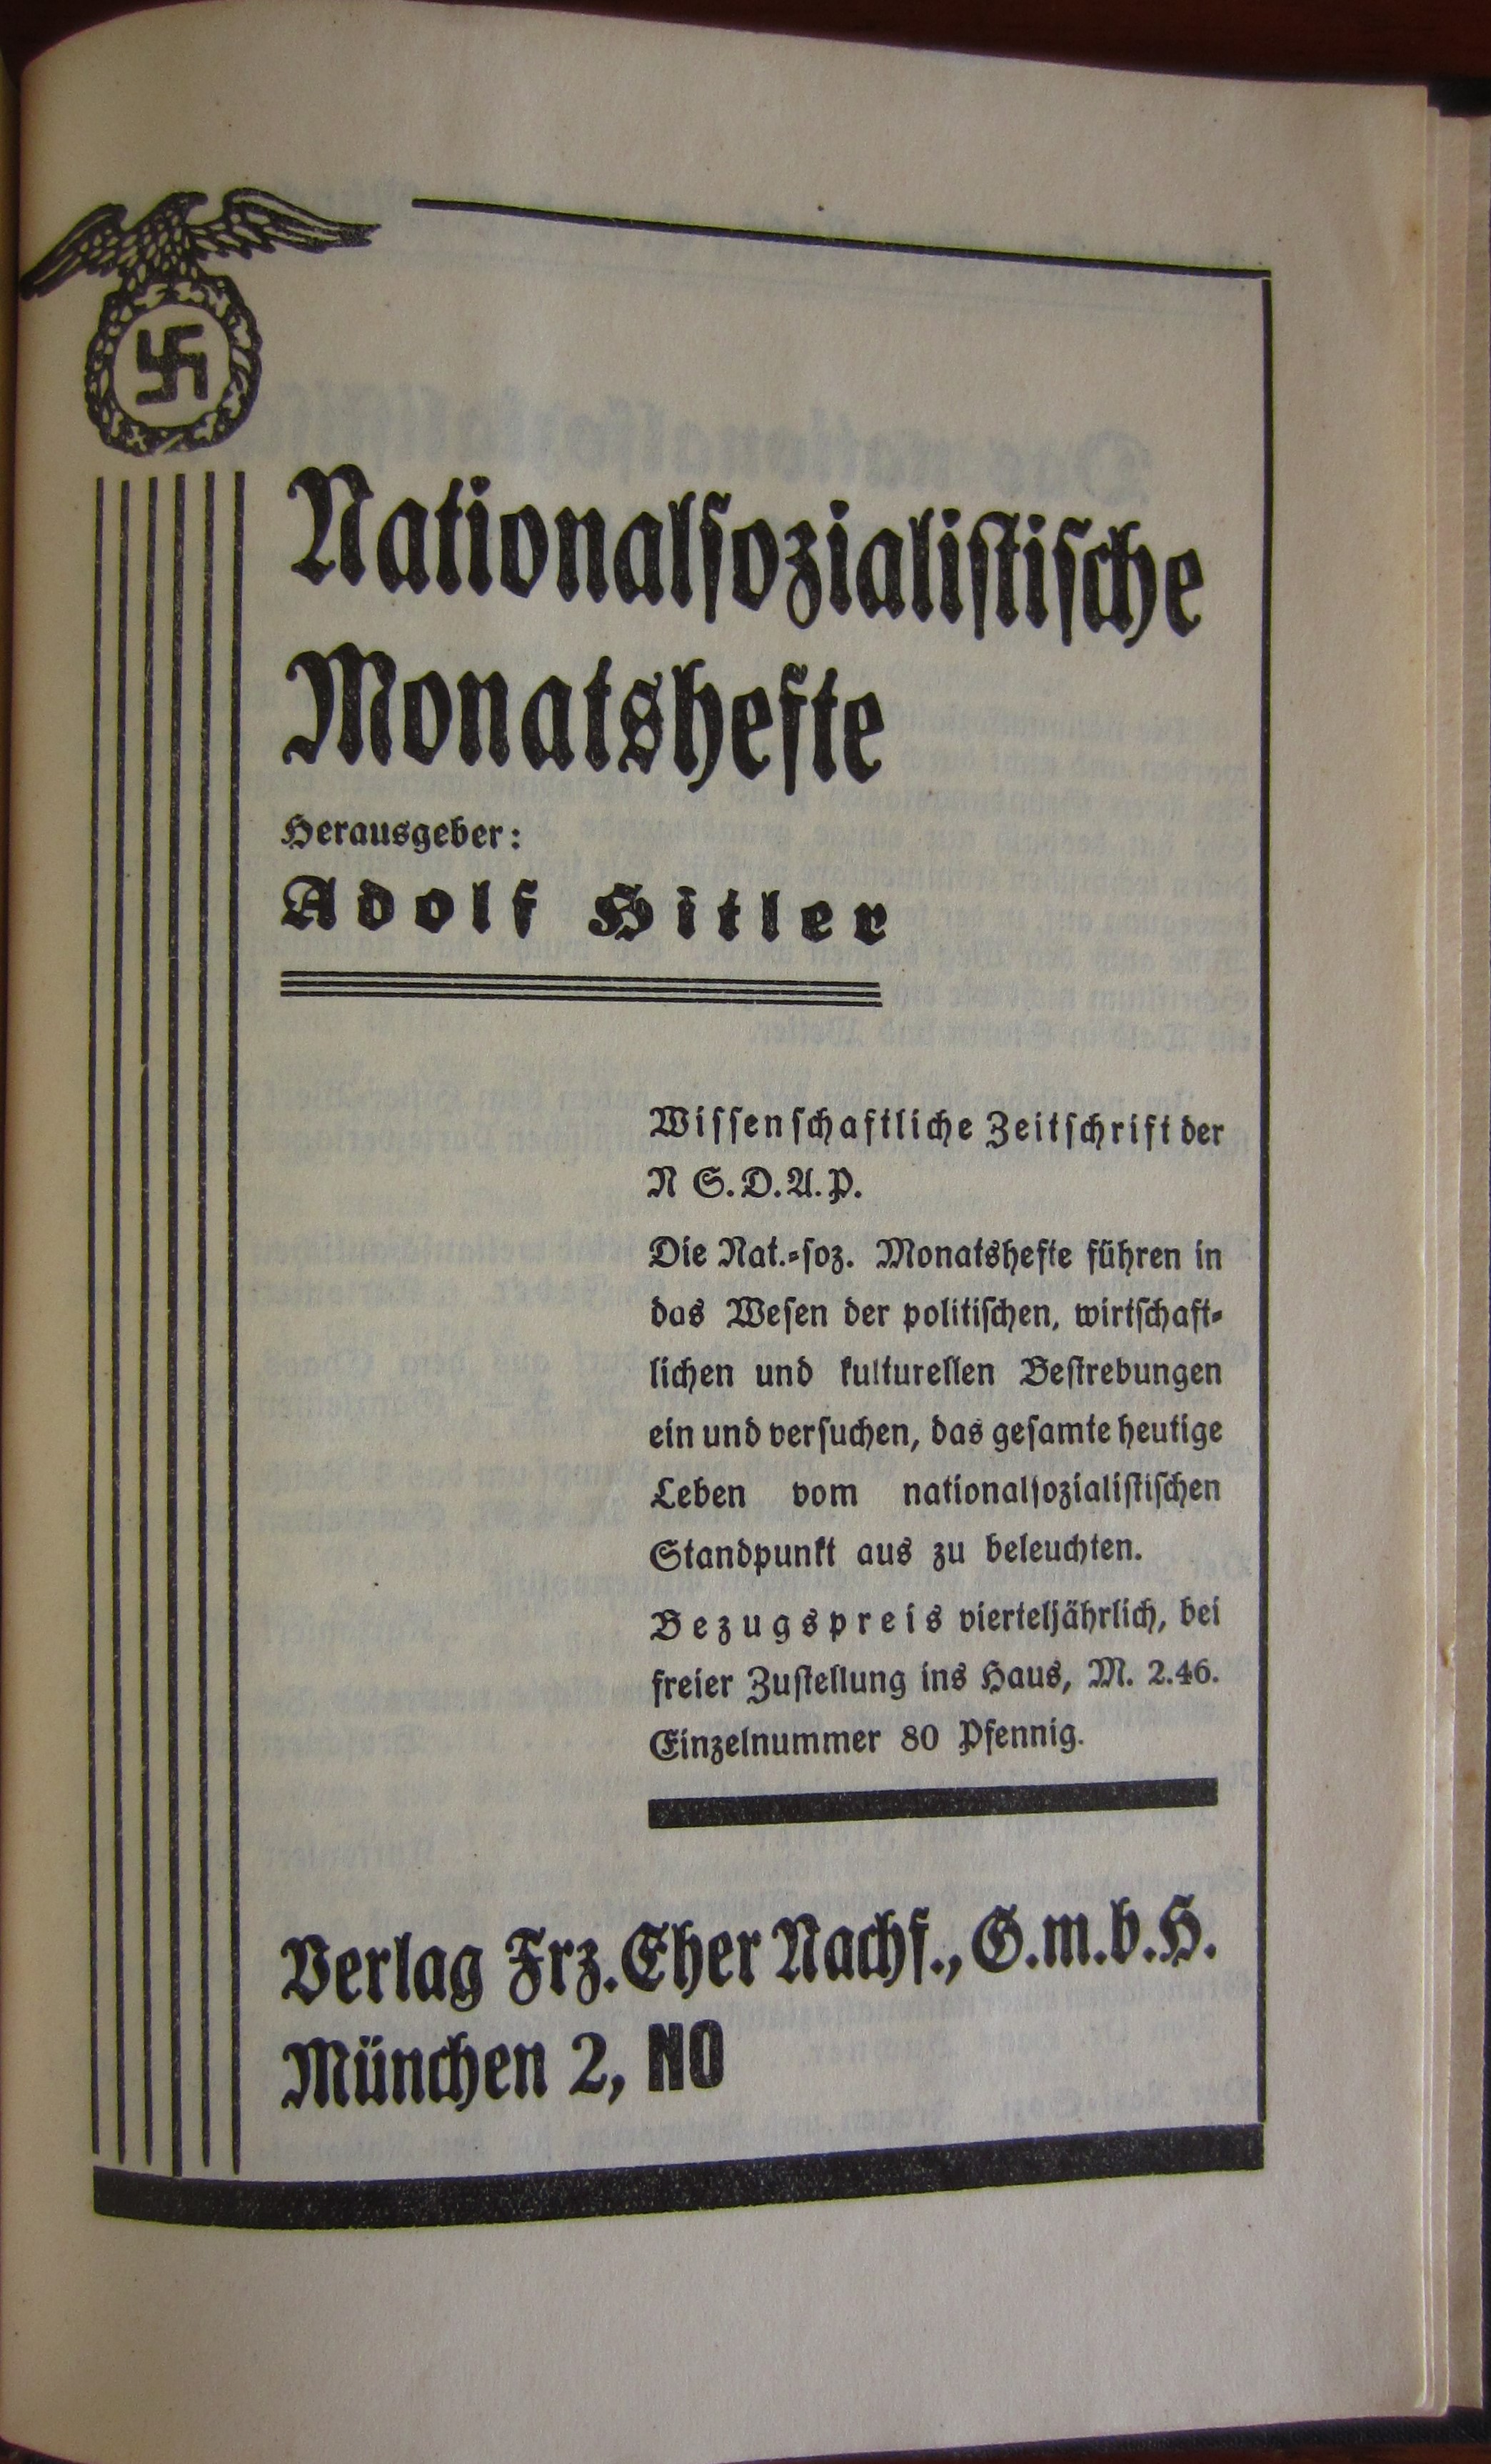 Nationalsozialistische
Monatshefte
Herausgeber:
Adolf Hitler
Wissenschaftliche Zeitschrift der
N S.D.A.P.
Die Nat.-soz. Monatshefte führen in
das Wesen der politischen, wirtschaft-
lichen und kulturellen Bestrebungen
ein und versuchen, das gesamte heutige
Leben vom nationalsozialistischen
Standpunkt aus zu beleuchten.
Bezugspreis vierteljährlich, bei
freier Zustellung ins Haus, M. 2.46.
Einzelnummer 80 Pfennig.
Verlag Frz. Eher Nachf., G.m.b.H.
München 2, NO